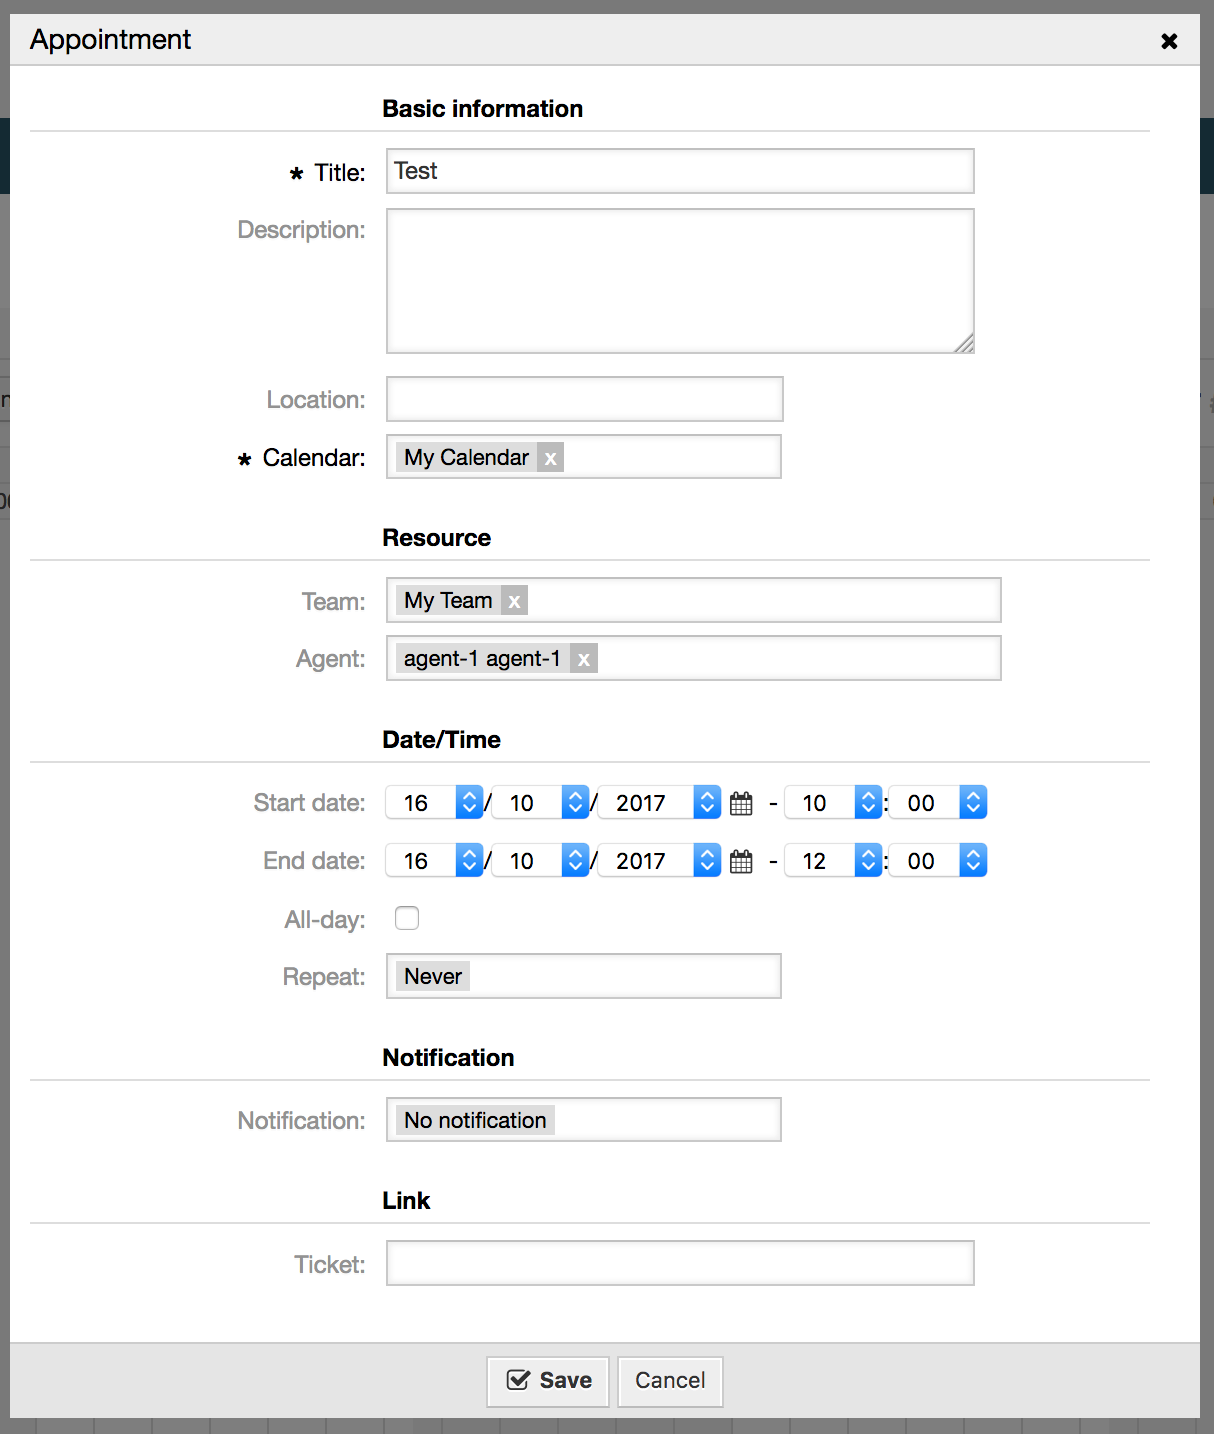 Appointment
Basic information
* Title: Test
Description:
Location:
* Calendar: My Calendar x
Resource
Team: My Team x
Agent: agent-1 agent-1 x
Date/Time
Start date: 16 / 10 / 2017 - 10 : 00
End date: 16 / 10 / 2017 - 12 : 00
All-day:
Repeat: Never
Notification
Notification: No notification
Link
Ticket:
Save Cancel